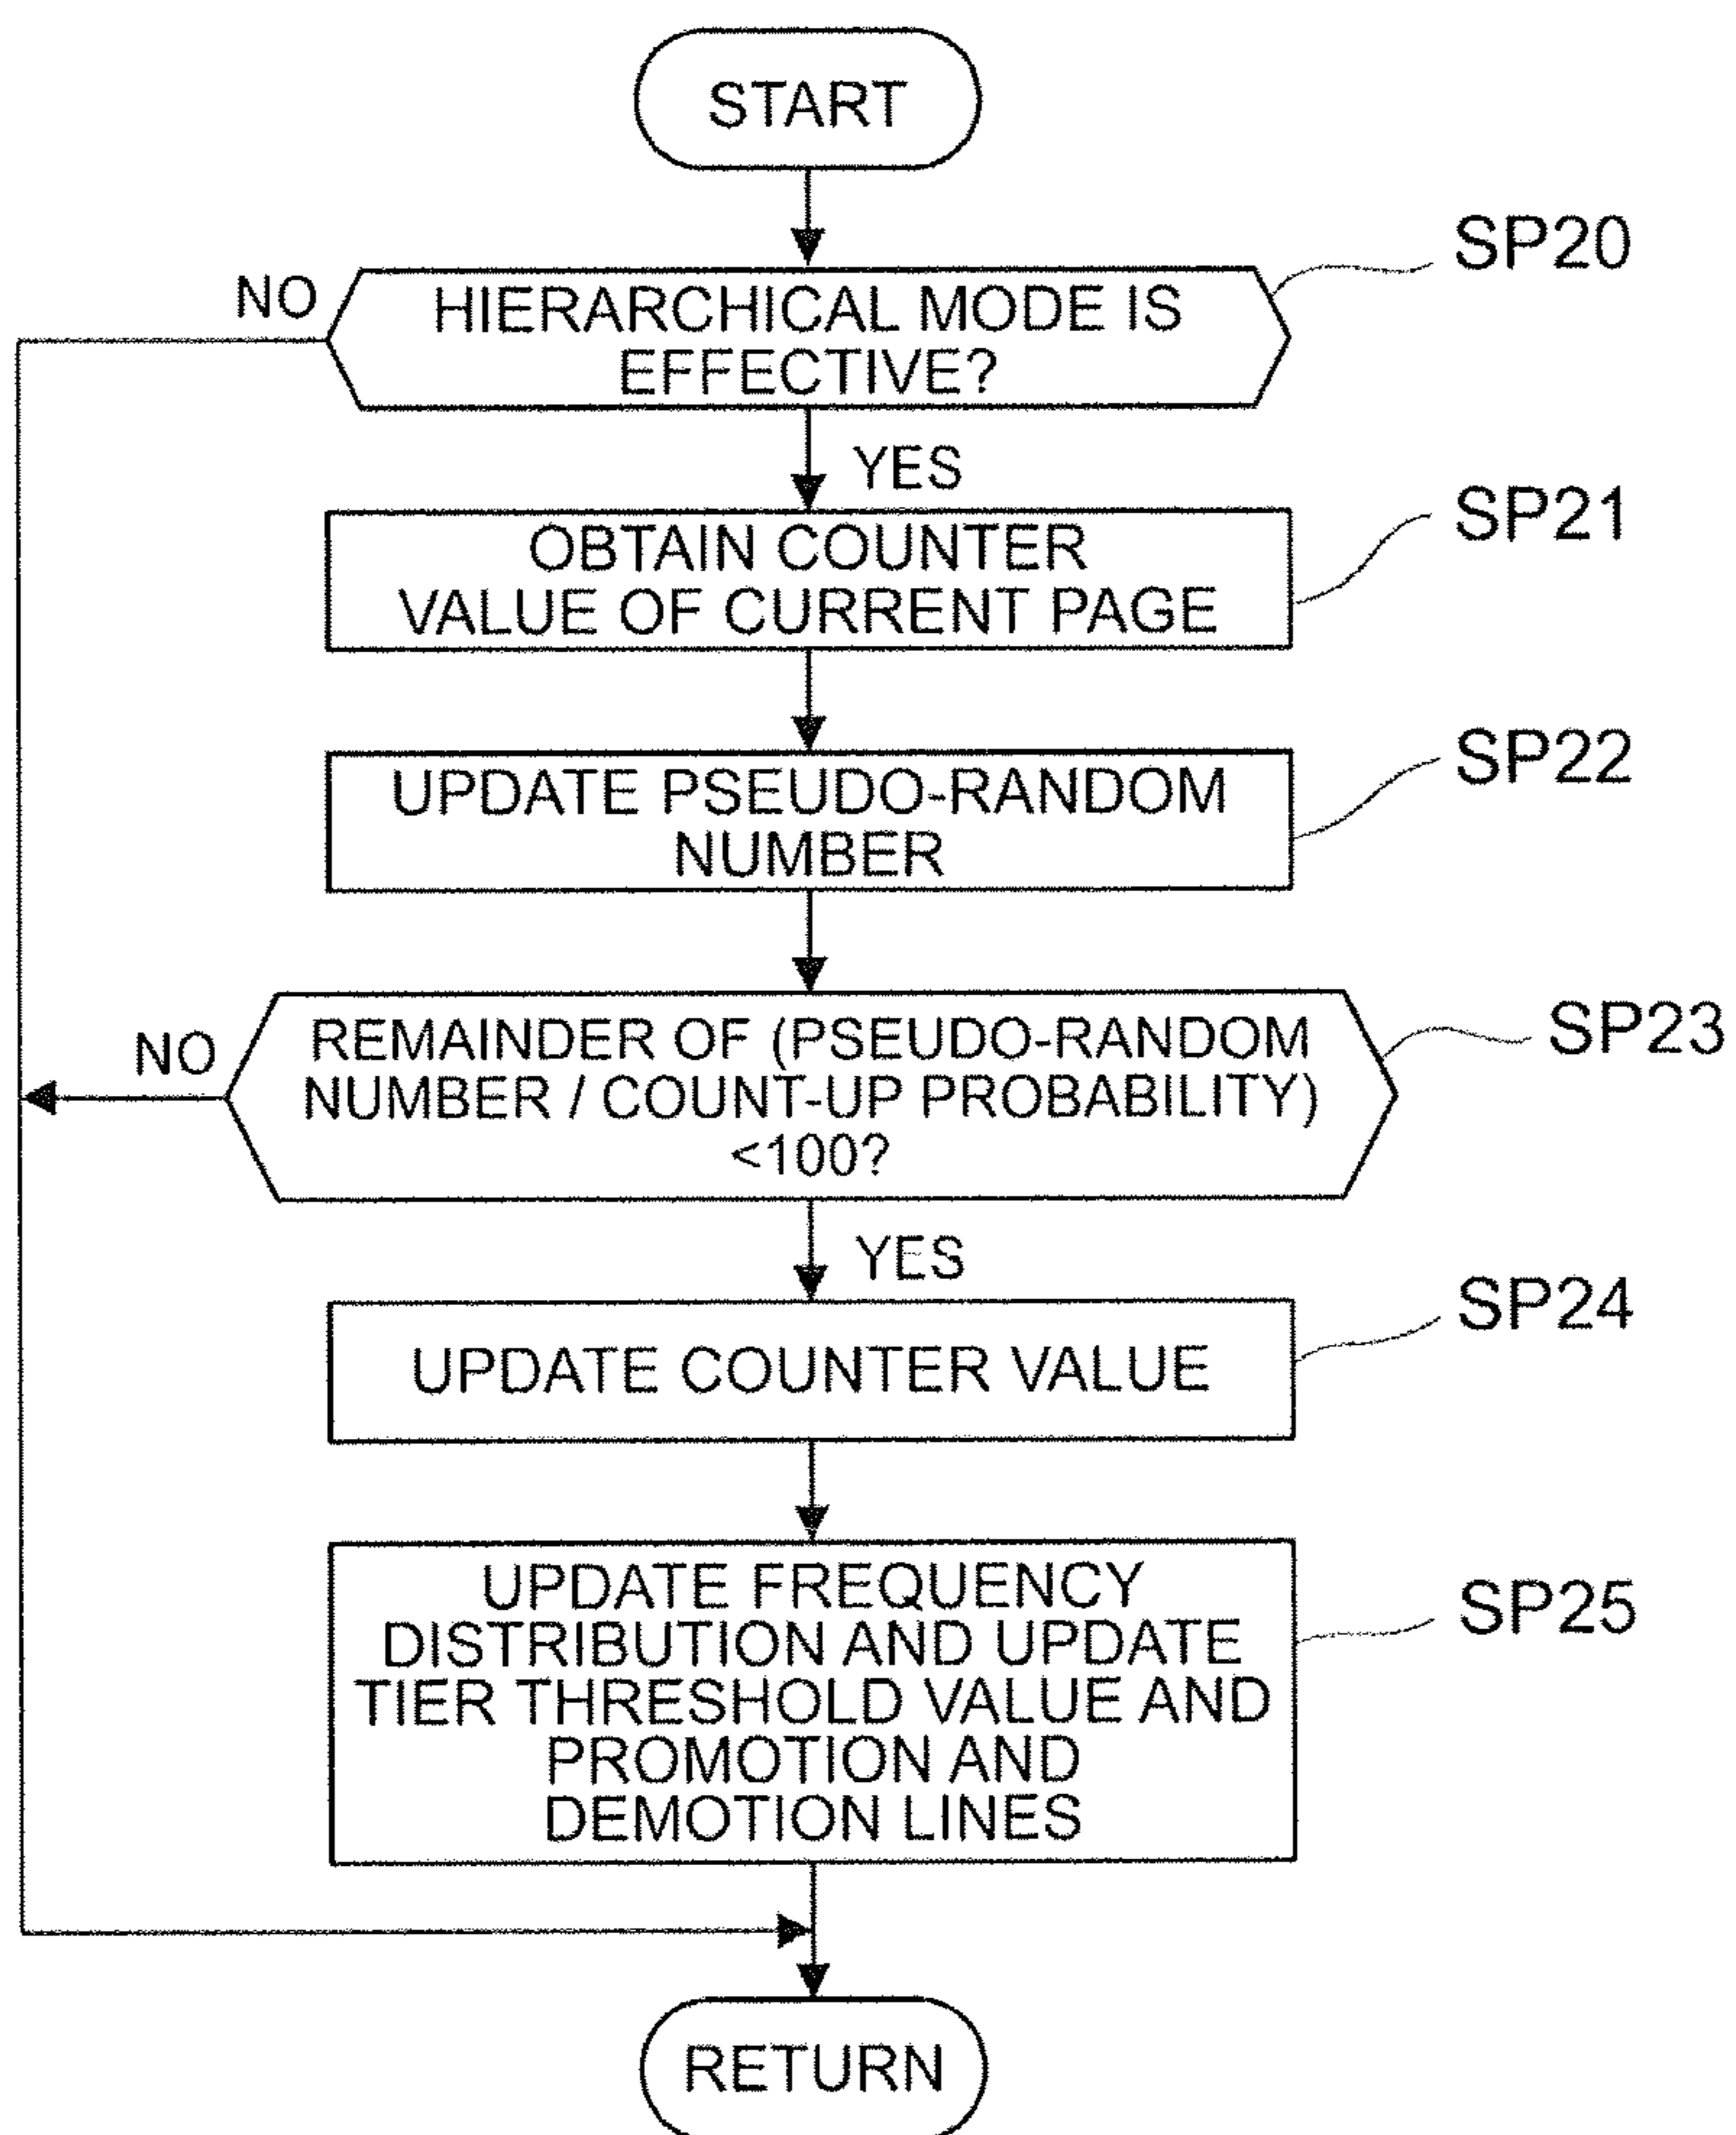 START
SP20
NO
HIERARCHICAL MODE IS
EFFECTIVE?
YES
SP21
OBTAIN COUNTER
VALUE OF CURRENT PAGE
SP22
UPDATE PSEUDO-RANDOM
NUMBER
SP23
NO
REMAINDER OF (PSEUDO-RANDOM
NUMBER / COUNT-UP PROBABILITY)
<100?
YES
SP24
UPDATE COUNTER VALUE
SP25
UPDATE FREQUENCY
DISTRIBUTION AND UPDATE
TIER THRESHOLD VALUE AND
PROMOTION AND
DEMOTION LINES
RETURN